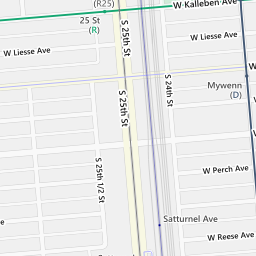 (R25)
W Kalleben Ave
25 St
(R)
S 25th St
W Liesse Ave
W Liesse Ave
S 24th St
Mywenn
(D)
S 25th St
S 25th 1/2 St
W Perch Ave
Satturnel Ave
W Reese Ave